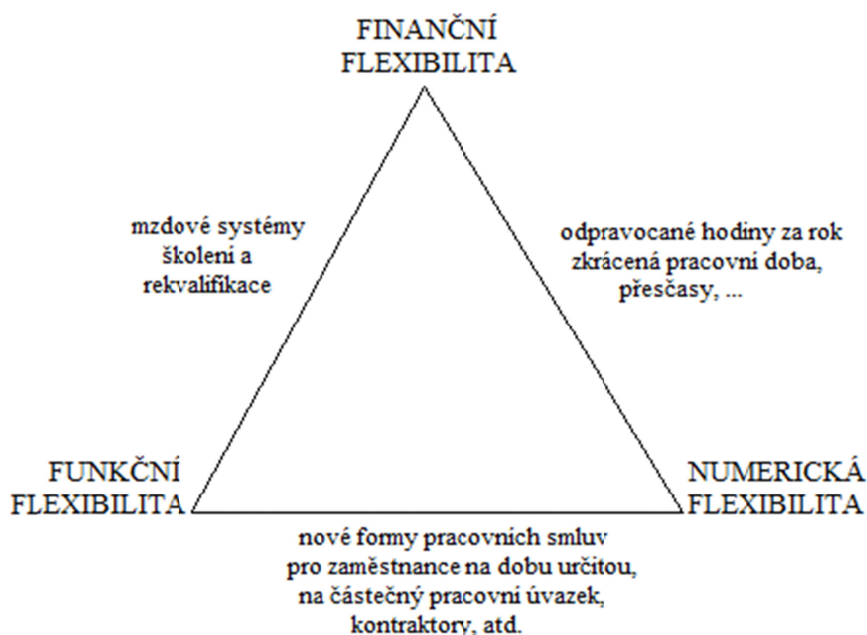 FINANČNÍ
FLEXIBILITA
mzdové systémy
školení a
rekvalifikace
odpravocané hodiny za rok
zkrácená pracovní doba,
přesčasy, ...
FUNKČNÍ
FLEXIBILITA
NUMERICKÁ
FLEXIBILITA
nové formy pracovních smluv
pro zaměstnance na dobu určitou,
na částečný pracovní úvazek,
kontraktory, atd.